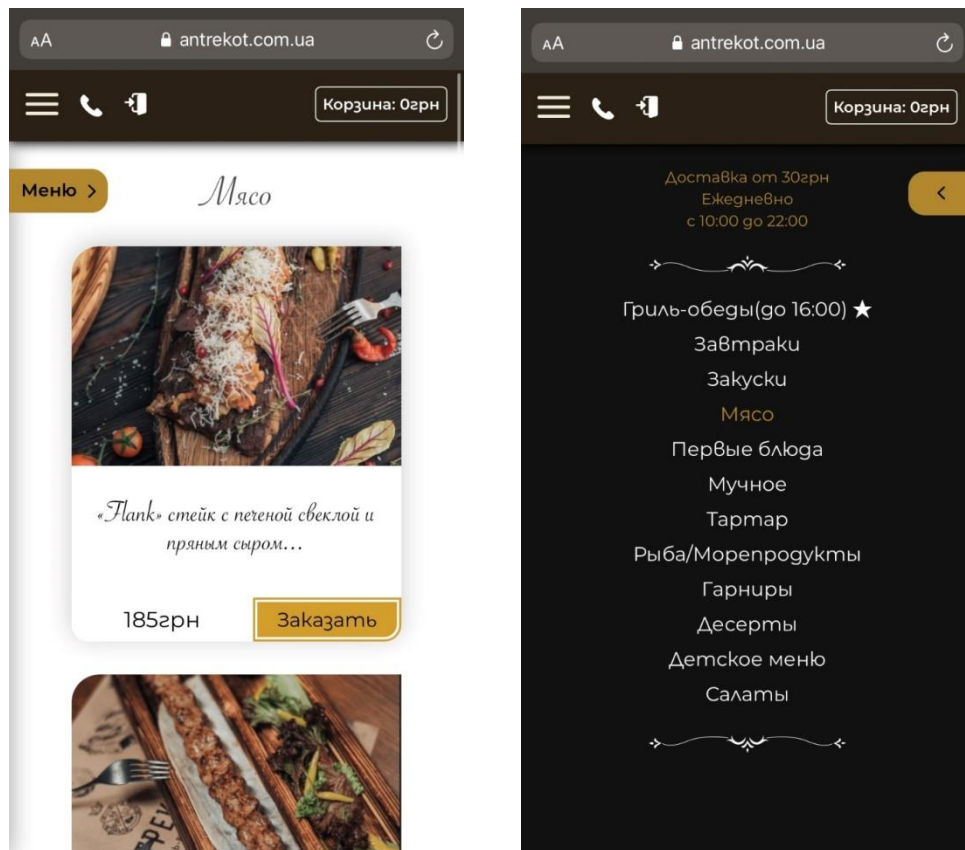 AA antrekot.com.ua
Корзина: 0грн
Меню >
Мясо
«Flank» стейк с печеной свеклой и
пряным сыром...
185грн Заказать
AA antrekot.com.ua
Корзина: 0грн
Доставка от 30грн
Ежедневно
с 10:00 до 22:00
<
Гриль-обеды(до 16:00) ★
Завтраки
Закуски
Мясо
Первые блюда
Мучное
Тартар
Рыба/Морепродукты
Гарниры
Десерты
Детское меню
Салаты